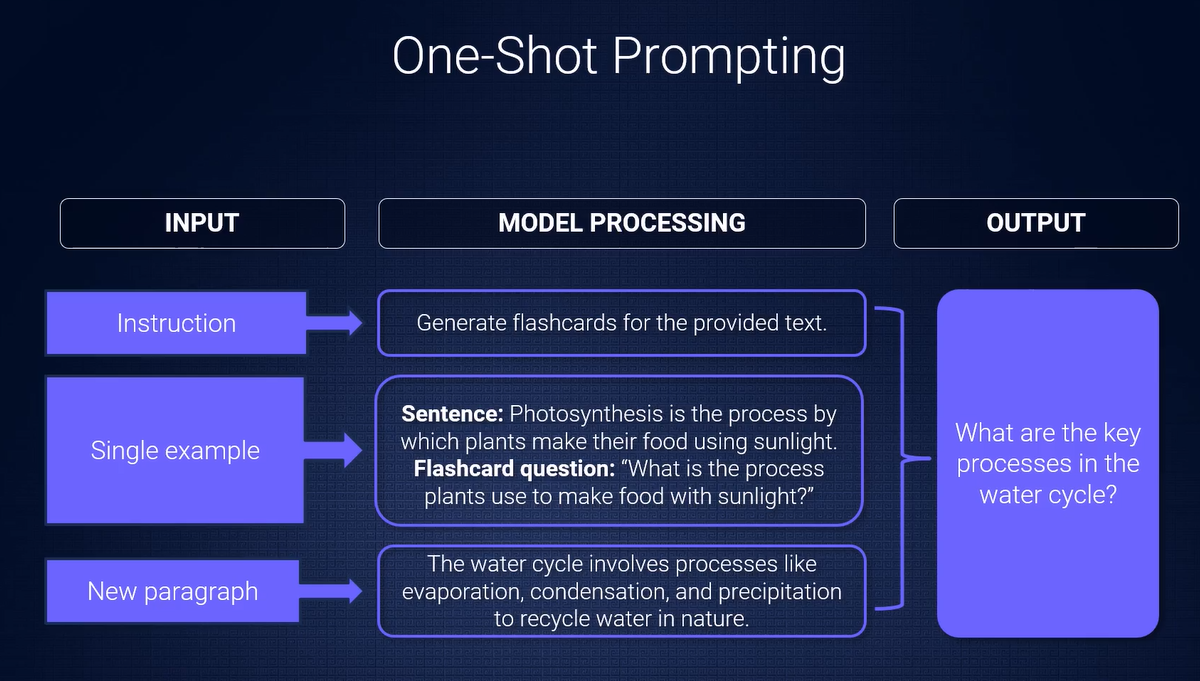 One-Shot Prompting
INPUT
MODEL PROCESSING
OUTPUT
Instruction
Generate flashcards for the provided text.
Single example
Sentence: Photosynthesis is the process by
which plants make their food using sunlight.
Flashcard question: “What is the process
plants use to make food with sunlight?”
New paragraph
The water cycle involves processes like
evaporation, condensation, and precipitation
to recycle water in nature.
What are the key
processes in the
water cycle?